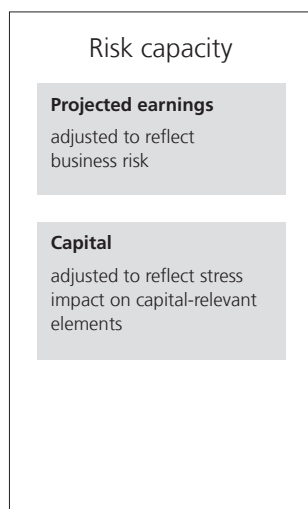 Risk capacity
Projected earnings
adjusted to reflect
business risk
Capital
adjusted to reflect stress
impact on capital-relevant
elements